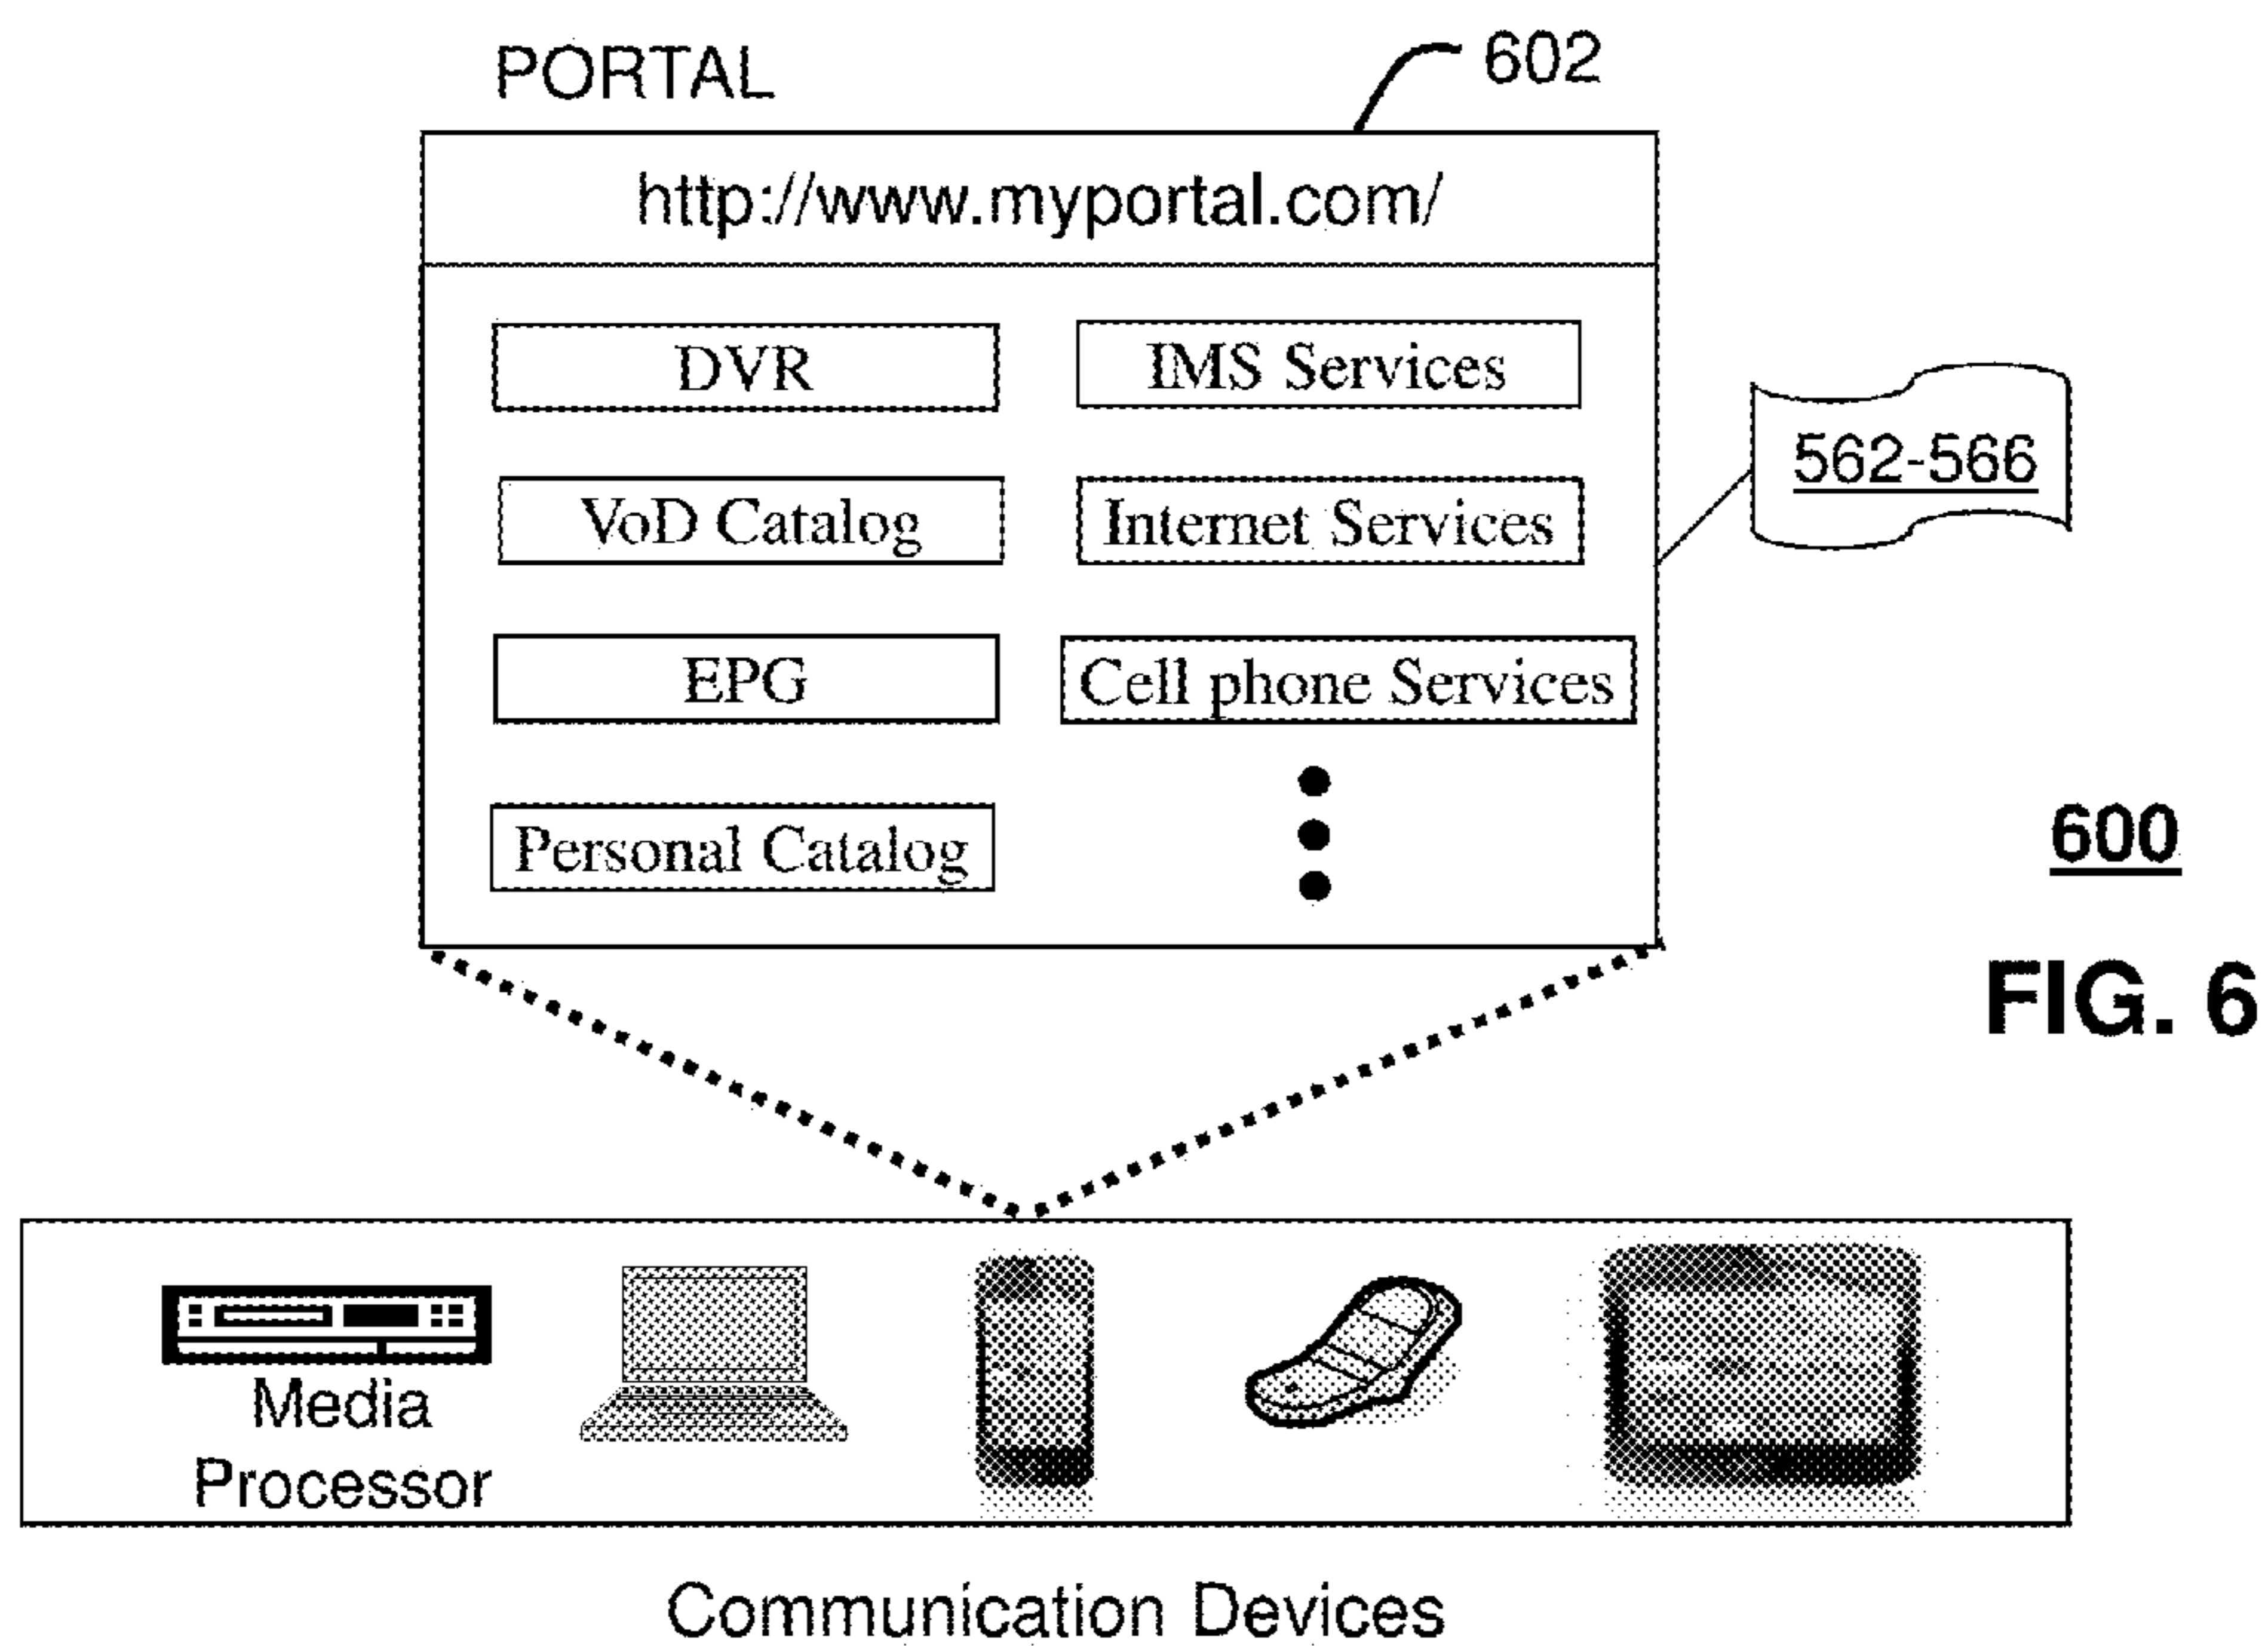 PORTAL
602
http://www.myportal.com/
DVR
IMS Services
VoD Catalog
Internet Services
562-566
EPG
Cell phone Services
Personal Catalog
600
FIG. 6
Media
Processor
Communication Devices